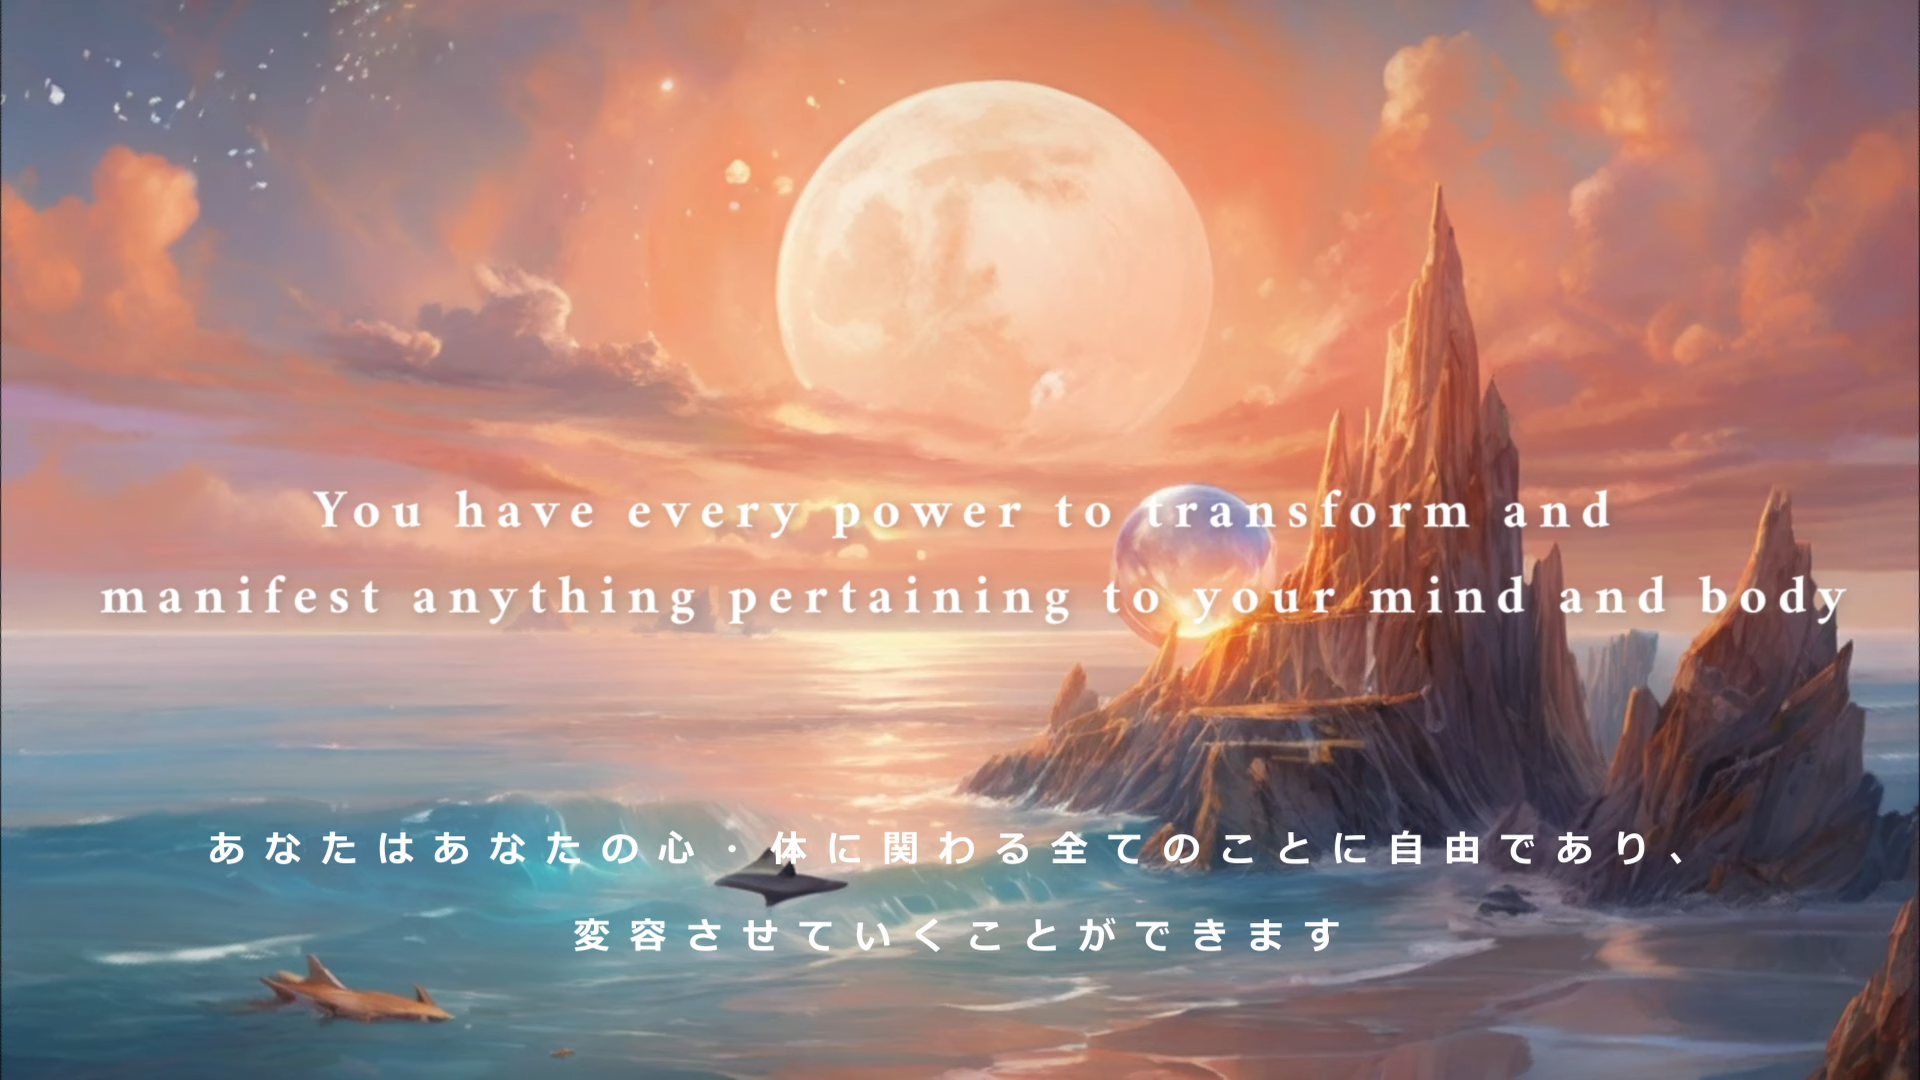 You have every power to transform and
manifest anything pertaining to your mind and body
あなたはあなたの心・体に関わる全てのことに自由であり、
変容させていくことができます